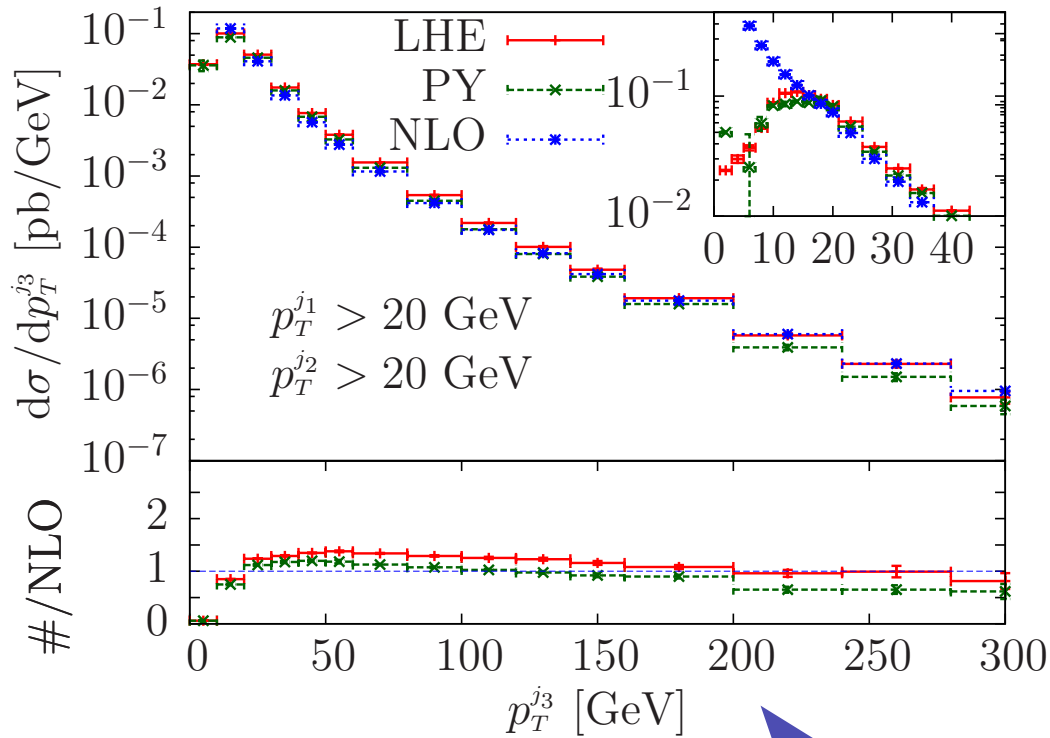 dσ/dp_T^{j_3} [pb/GeV]
10^{-1}
10^{-2}
10^{-3}
10^{-4}
10^{-5}
10^{-6}
10^{-7}
LHE
PY
NLO
10^{-1}
10^{-2}
0 10 20 30 40
p_T^{j_1} > 20 GeV
p_T^{j_2} > 20 GeV
#/NLO
2
1
0
0 50 100 150 200 250 300
p_T^{j_3} [GeV]